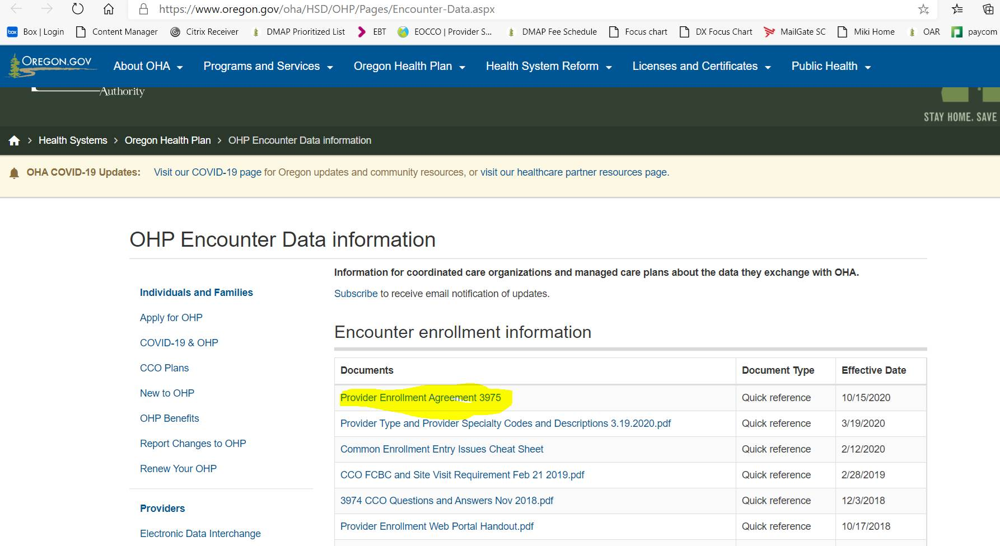 https://www.oregon.gov/oha/HSD/OHP/Pages/Encounter-Data.aspx
box Box | Login Content Manager Citrix Receiver DMAP Prioritized List EBT EOCCO | Provider S... DMAP Fee Schedule Focus chart DX Focus Chart MailGate SC Miki Home OAR paycom
OREGON.GOV About OHA Programs and Services Oregon Health Plan Health System Reform Licenses and Certificates Public Health
Authority
STAY HOME. SAVE
Health Systems > Oregon Health Plan > OHP Encounter Data information
OHA COVID-19 Updates: Visit our COVID-19 page for Oregon updates and community resources, or visit our healthcare partner resources page.
OHP Encounter Data information
Individuals and Families
Apply for OHP
COVID-19 & OHP
CCO Plans
New to OHP
OHP Benefits
Report Changes to OHP
Renew Your OHP
Providers
Electronic Data Interchange
Information for coordinated care organizations and managed care plans about the data they exchange with OHA.
Subscribe to receive email notification of updates.
Encounter enrollment information
Documents Document Type Effective Date
Provider Enrollment Agreement 3975 Quick reference 10/15/2020
Provider Type and Provider Specialty Codes and Descriptions 3.19.2020.pdf Quick reference 3/19/2020
Common Enrollment Entry Issues Cheat Sheet Quick reference 2/12/2020
CCO FCBC and Site Visit Requirement Feb 21 2019.pdf Quick reference 2/28/2019
3974 CCO Questions and Answers Nov 2018.pdf Quick reference 12/3/2018
Provider Enrollment Web Portal Handout.pdf Quick reference 10/17/2018